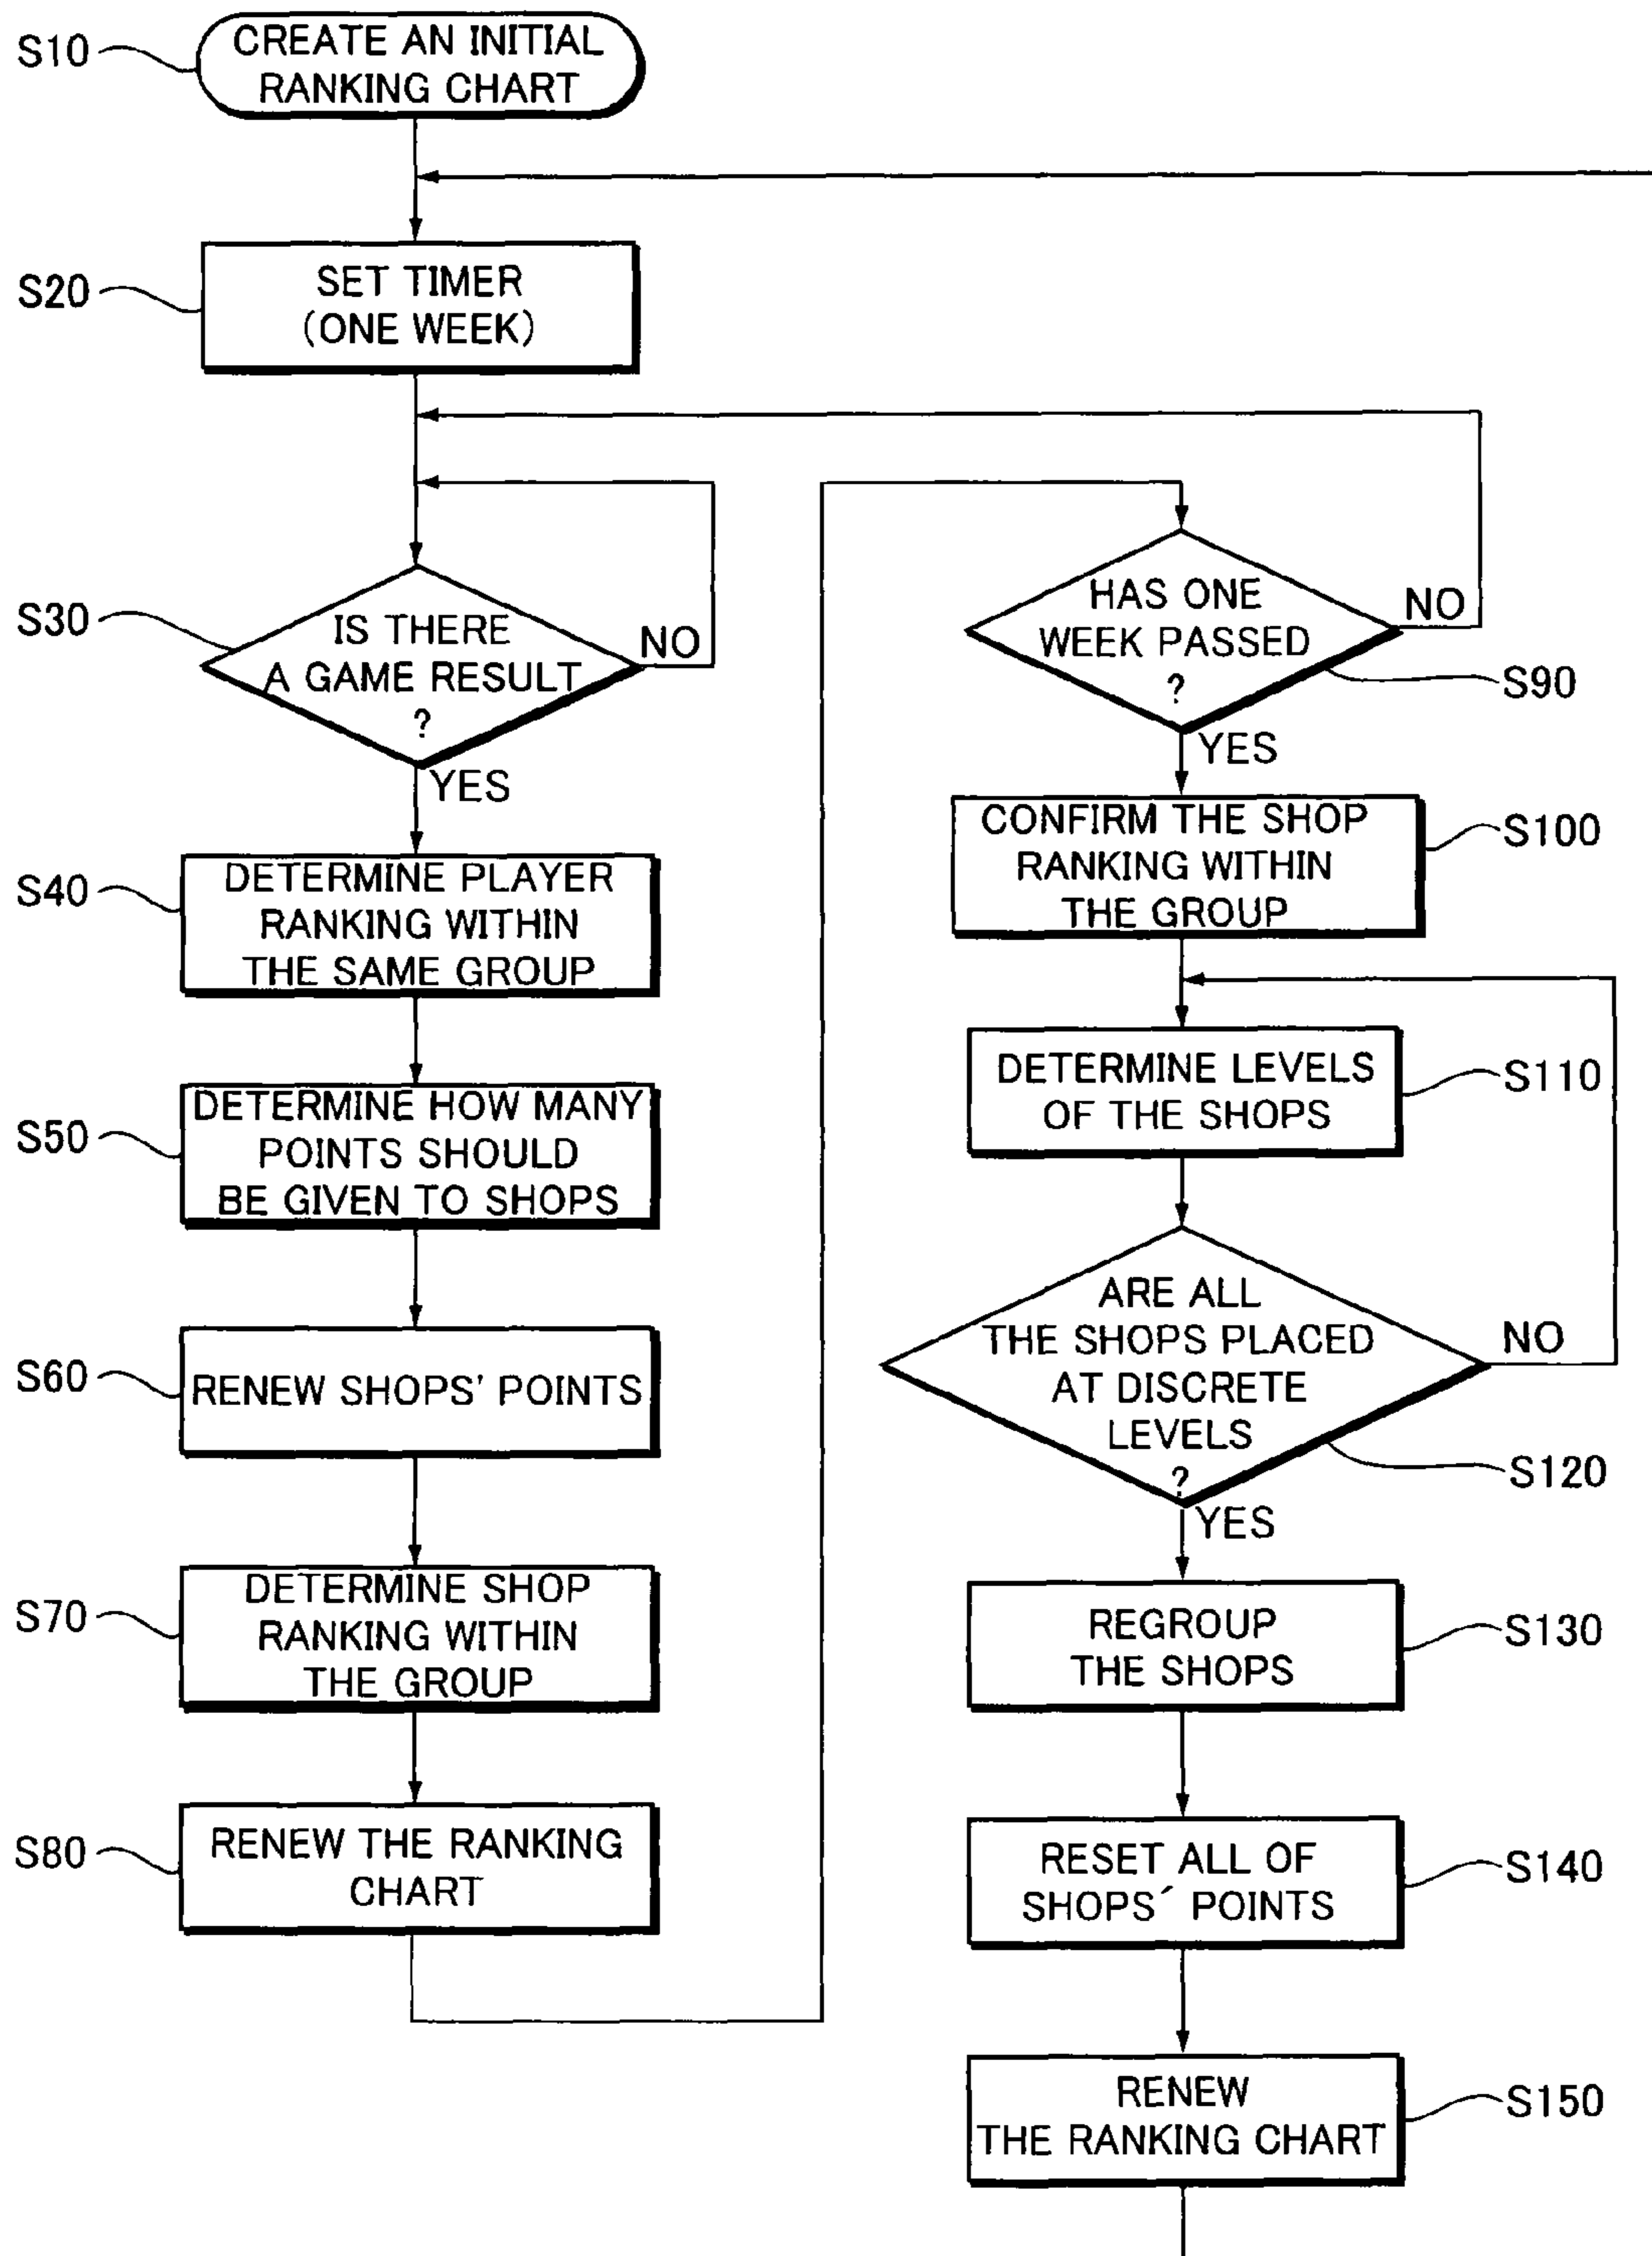 S10
CREATE AN INITIAL
RANKING CHART
S20
SET TIMER
(ONE WEEK)
S30
IS THERE
A GAME RESULT
?
NO
YES
S40
DETERMINE PLAYER
RANKING WITHIN
THE SAME GROUP
S50
DETERMINE HOW MANY
POINTS SHOULD
BE GIVEN TO SHOPS
S60
RENEW SHOPS' POINTS
S70
DETERMINE SHOP
RANKING WITHIN
THE GROUP
S80
RENEW THE RANKING
CHART
HAS ONE
WEEK PASSED
?
NO
S90
YES
CONFIRM THE SHOP
RANKING WITHIN
THE GROUP
S100
DETERMINE LEVELS
OF THE SHOPS
S110
ARE ALL
THE SHOPS PLACED
AT DISCRETE
LEVELS
?
NO
S120
YES
REGROUP
THE SHOPS
S130
RESET ALL OF
SHOPS´ POINTS
S140
RENEW
THE RANKING CHART
S150